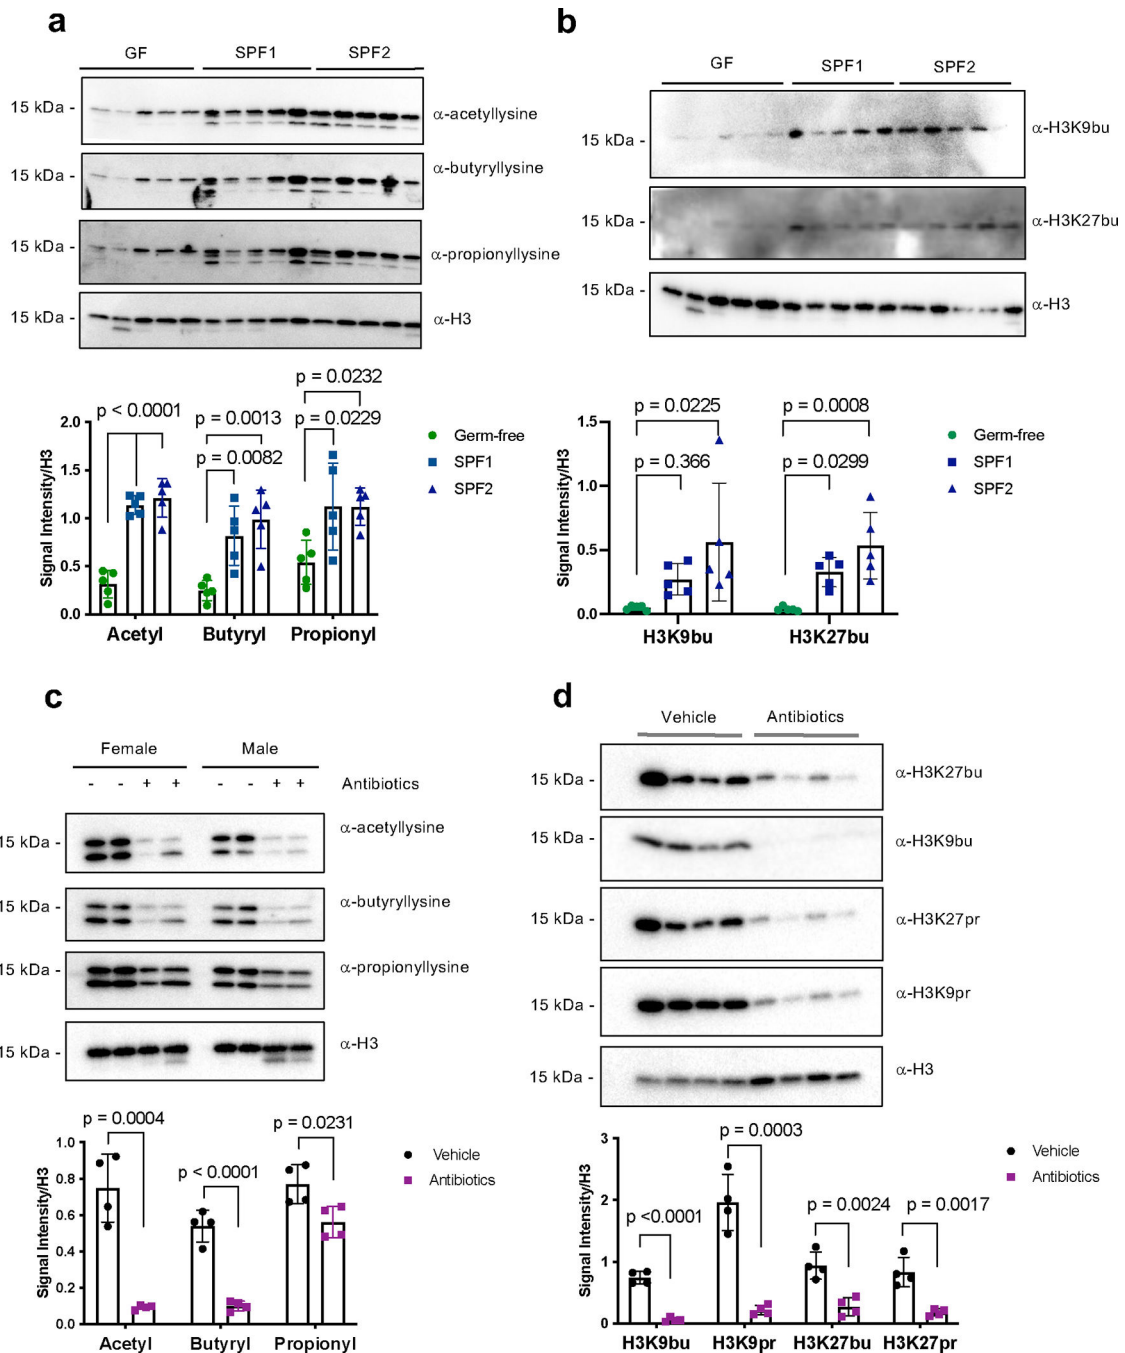 a
GF SPF1 SPF2
15 kDa - α-acetyllysine
15 kDa - α-butyryllysine
15 kDa - α-propionyllysine
15 kDa - α-H3
p < 0.0001
p = 0.0013
p = 0.0082
p = 0.0232
p = 0.0229
Signal Intensity/H3
2.0
1.5
1.0
0.5
0.0
Acetyl Butyryl Propionyl
Germ-free
SPF1
SPF2
b
GF SPF1 SPF2
15 kDa - α-H3K9bu
15 kDa - α-H3K27bu
15 kDa - α-H3
p = 0.0225
p = 0.366
p = 0.0008
p = 0.0299
Signal Intensity/H3
1.5
1.0
0.5
0.0
H3K9bu H3K27bu
Germ-free
SPF1
SPF2
c
Female Male
- - + + - - + + Antibiotics
15 kDa - α-acetyllysine
15 kDa - α-butyryllysine
15 kDa - α-propionyllysine
15 kDa - α-H3
p = 0.0004
p < 0.0001
p = 0.0231
Signal Intensity/H3
1.0
0.8
0.6
0.4
0.2
0.0
Acetyl Butyryl Propionyl
Vehicle
Antibiotics
d
Vehicle Antibiotics
15 kDa - α-H3K27bu
15 kDa - α-H3K9bu
15 kDa - α-H3K27pr
15 kDa - α-H3K9pr
15 kDa - α-H3
p <0.0001
p = 0.0003
p = 0.0024
p = 0.0017
Signal Intensity/H3
3
2
1
0
H3K9bu H3K9pr H3K27bu H3K27pr
Vehicle
Antibiotics